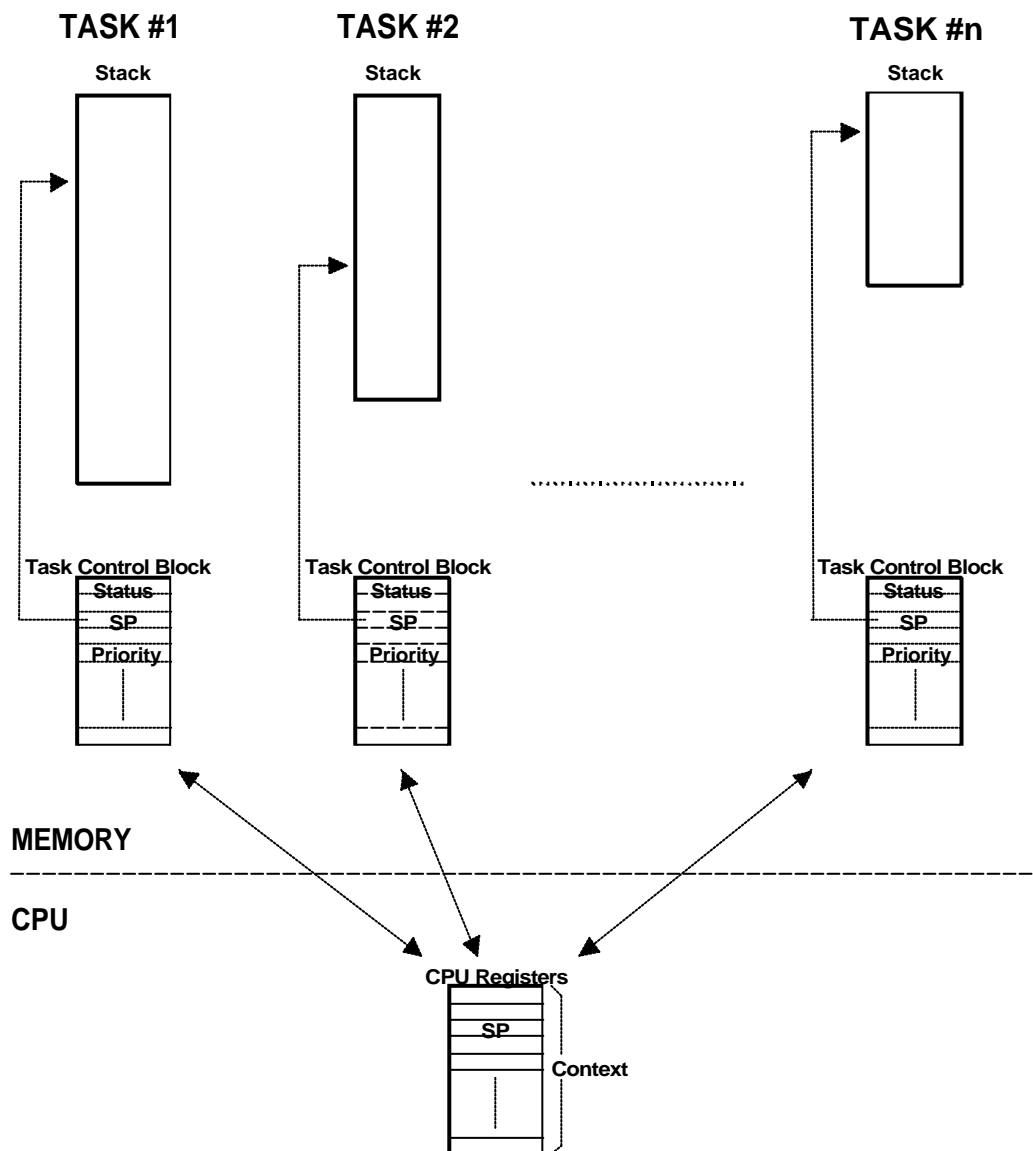 TASK #1
TASK #2
TASK #n
Stack
Stack
Stack
Task Control Block
Task Control Block
Task Control Block
Status
Status
Status
SP
SP
SP
Priority
Priority
Priority
MEMORY
CPU
CPU Registers
SP
Context